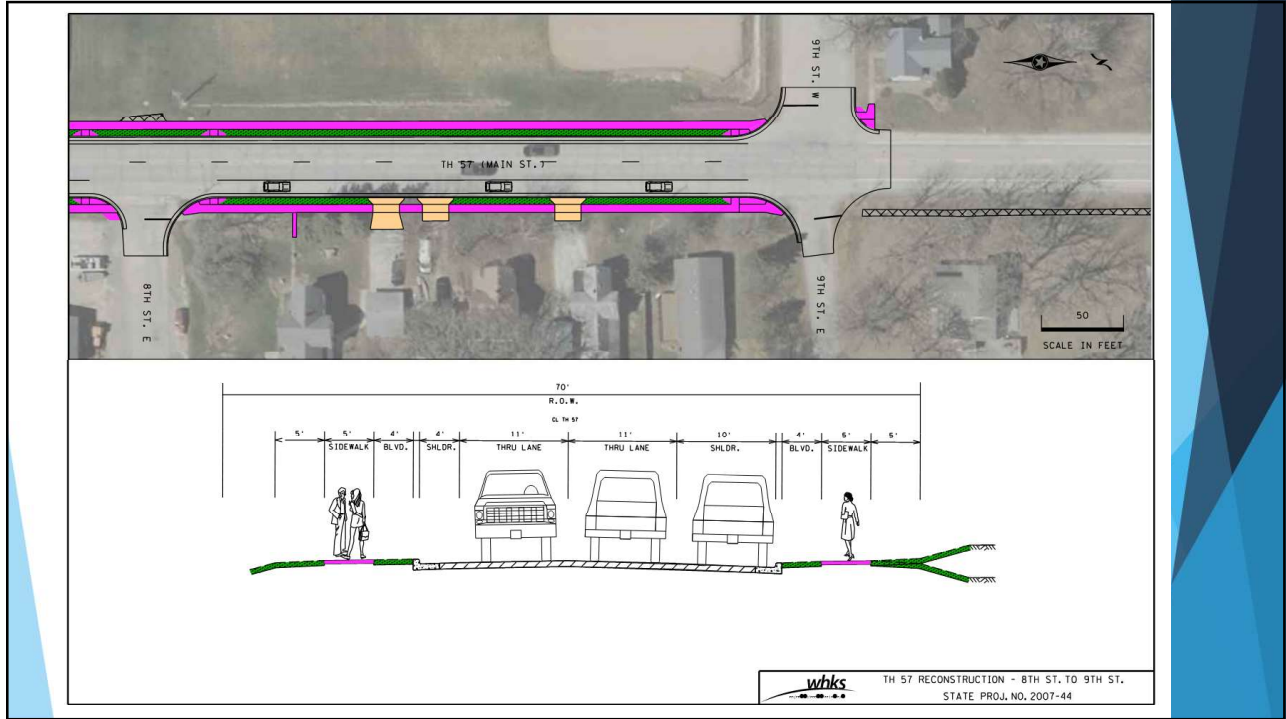 9TH ST. W
TH 57 (MAIN ST.)
8TH ST. E
9TH ST. E
50
SCALE IN FEET
70'
R.O.W.
CL TH 57
5' 5' 4' 4' 11' 11' 10' 4' 5' 5'
SIDEWALK BLVD. SHLDR. THRU LANE THRU LANE SHLDR. BLVD. SIDEWALK
whks
TH 57 RECONSTRUCTION - 8TH ST. TO 9TH ST.
STATE PROJ. NO. 2007-44